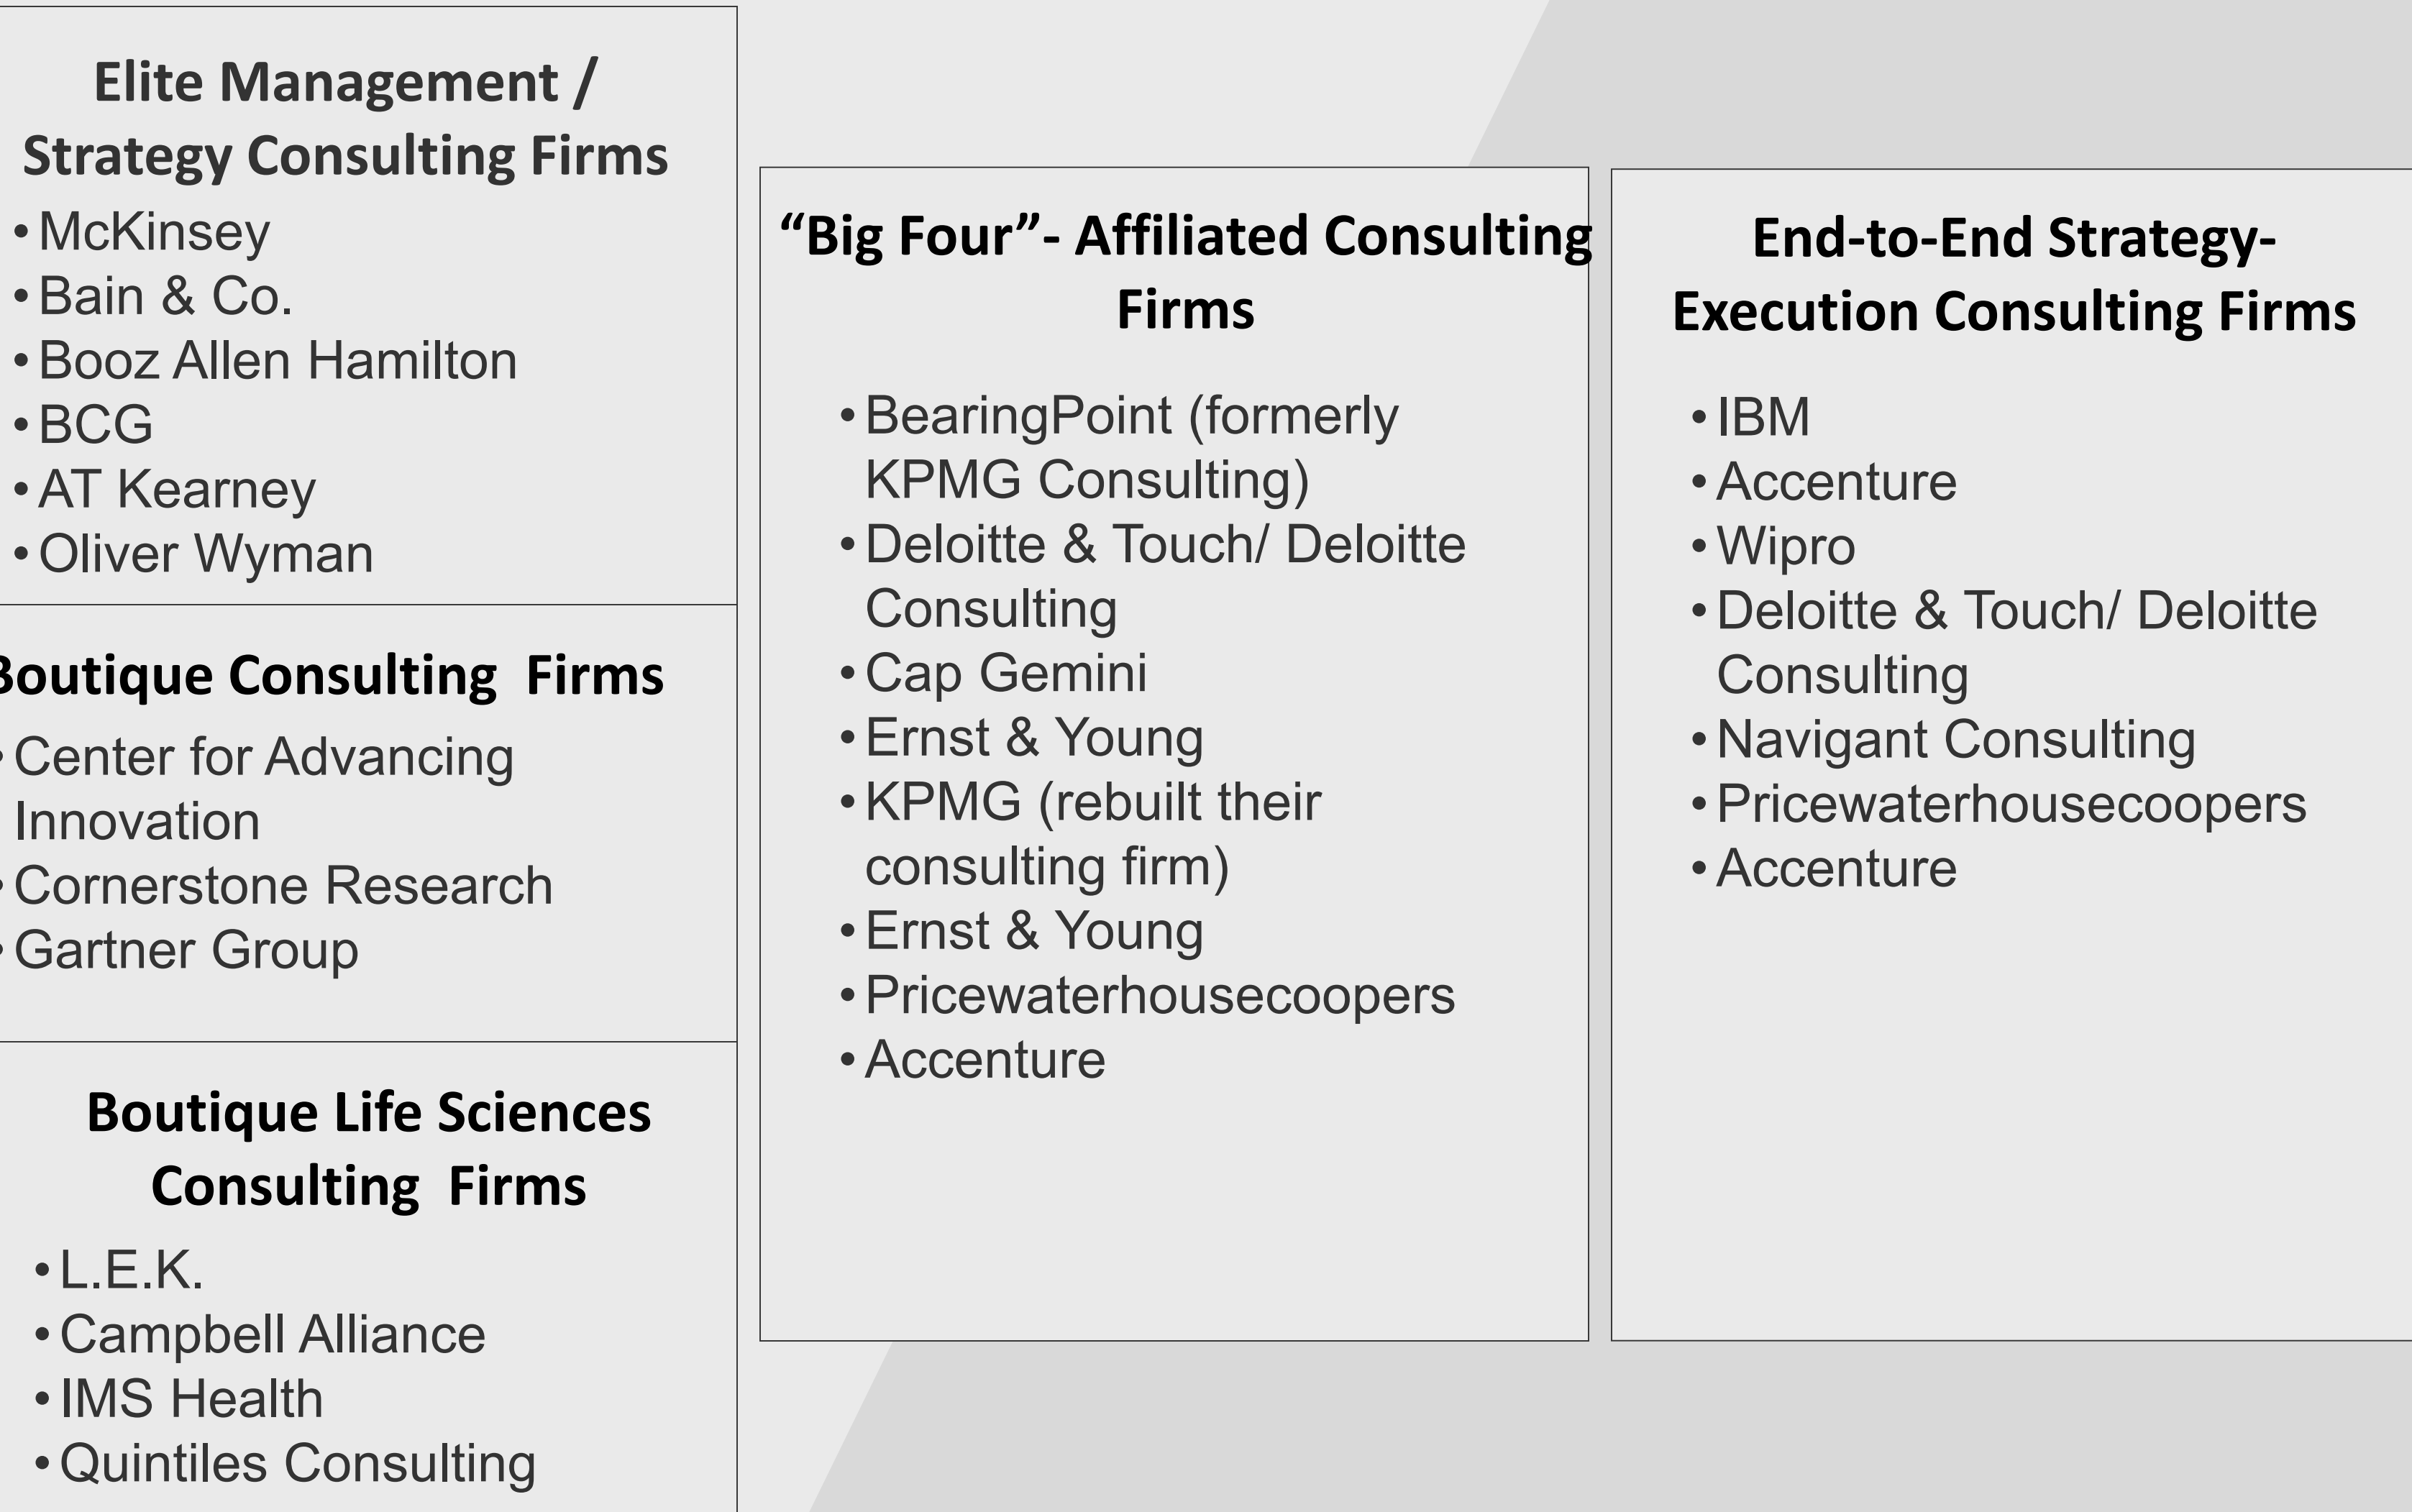 Elite Management /
Strategy Consulting Firms
• McKinsey
• Bain & Co.
• Booz Allen Hamilton
• BCG
• AT Kearney
• Oliver Wyman
Boutique Consulting Firms
• Center for Advancing
Innovation
• Cornerstone Research
• Gartner Group
Boutique Life Sciences
Consulting Firms
• L.E.K.
• Campbell Alliance
• IMS Health
• Quintiles Consulting
“Big Four”- Affiliated Consulting
Firms
• BearingPoint (formerly
KPMG Consulting)
• Deloitte & Touch/ Deloitte
Consulting
• Cap Gemini
• Ernst & Young
• KPMG (rebuilt their
consulting firm)
• Ernst & Young
• Pricewaterhousecoopers
• Accenture
End-to-End Strategy-
Execution Consulting Firms
• IBM
• Accenture
• Wipro
• Deloitte & Touch/ Deloitte
Consulting
• Navigant Consulting
• Pricewaterhousecoopers
• Accenture